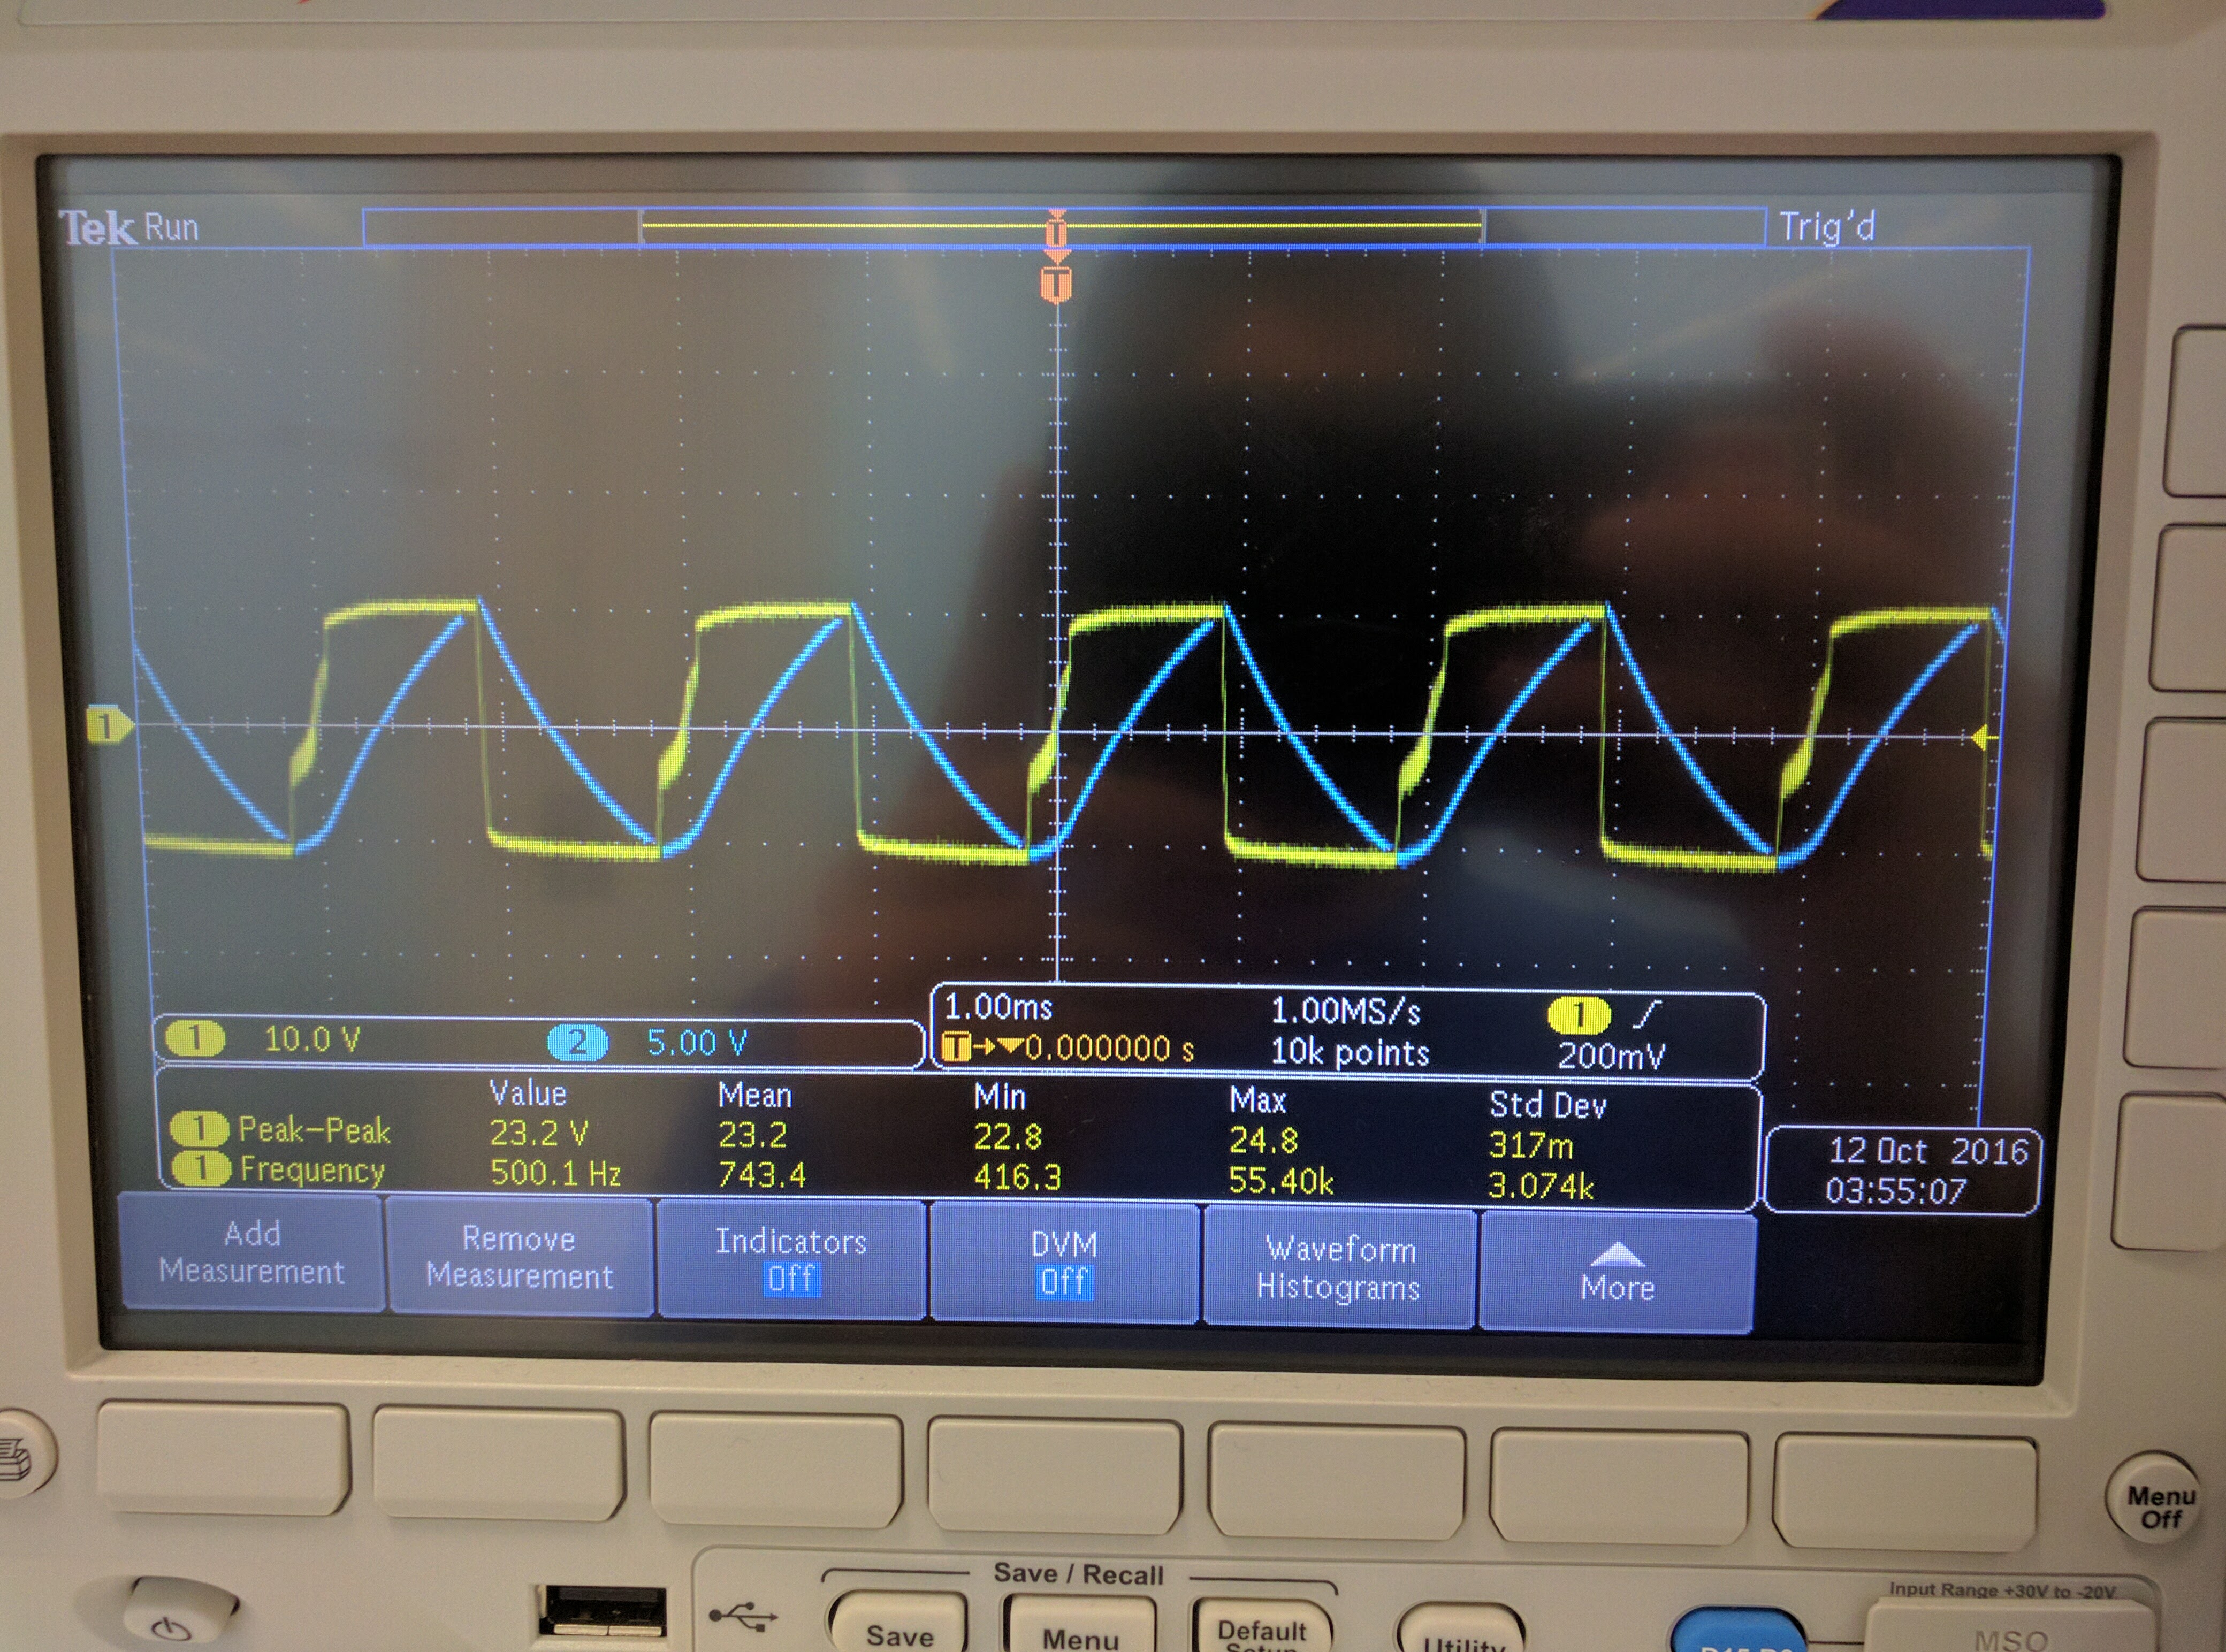 Tek Run
Trig'd
T
T
1
1 10.0 V 2 5.00 V
1.00ms 1.00MS/s 1
T→▼0.000000 s 10k points 200mV
Value Mean Min Max Std Dev
1 Peak-Peak 23.2 V 23.2 22.8 24.8 317m
1 Frequency 500.1 Hz 743.4 416.3 55.40k 3.074k
12 Oct 2016
03:55:07
Add Measurement
Remove Measurement
Indicators
Off
DVM
Off
Waveform Histograms
More
Menu Off
Save / Recall
Save
Menu
Default
Utility
Input Range +30V to -20V
MSO